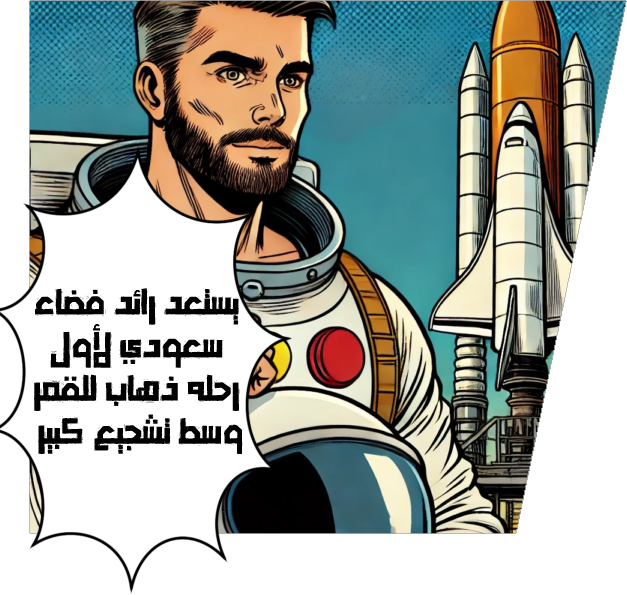 يستعد رائد فضاء
سعودي لأول
رحله ذهاب للقمر
وسط تشجيع كبير